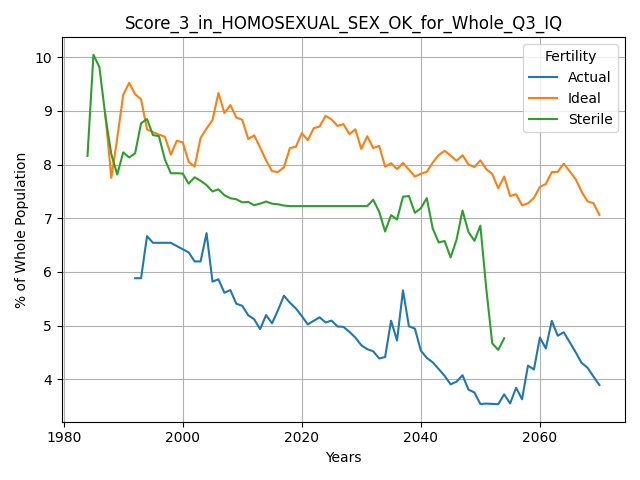 Score_3_in_HOMOSEXUAL_SEX_OK_for_Whole_Q3_IQ
Fertility
Actual
Ideal
Sterile
% of Whole Population
10
9
8
7
6
5
4
1980
2000
2020
2040
2060
Years